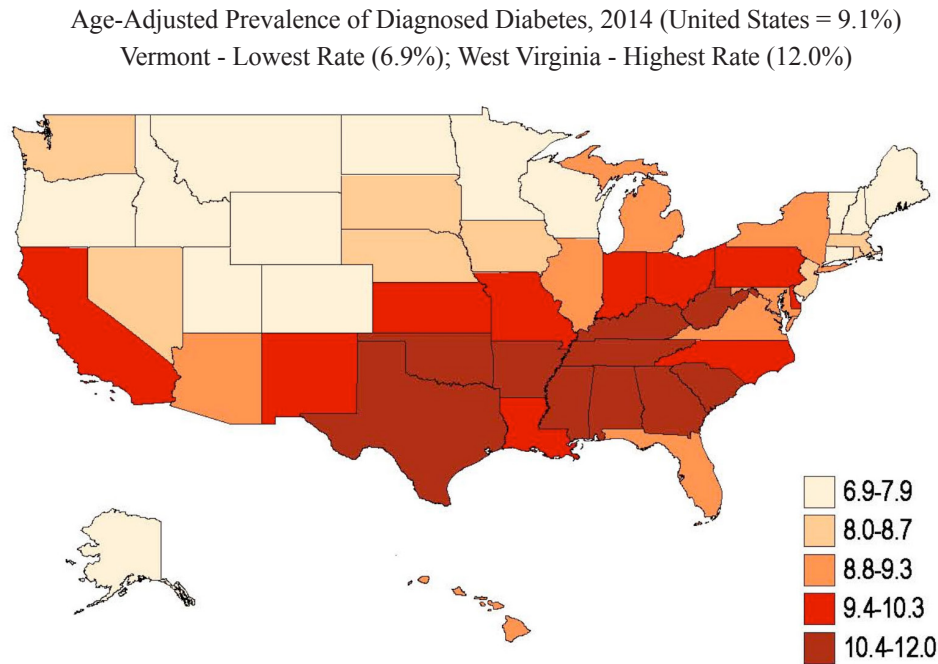 Age-Adjusted Prevalence of Diagnosed Diabetes, 2014 (United States = 9.1%)
Vermont - Lowest Rate (6.9%); West Virginia - Highest Rate (12.0%)
6.9-7.9
8.0-8.7
8.8-9.3
9.4-10.3
10.4-12.0